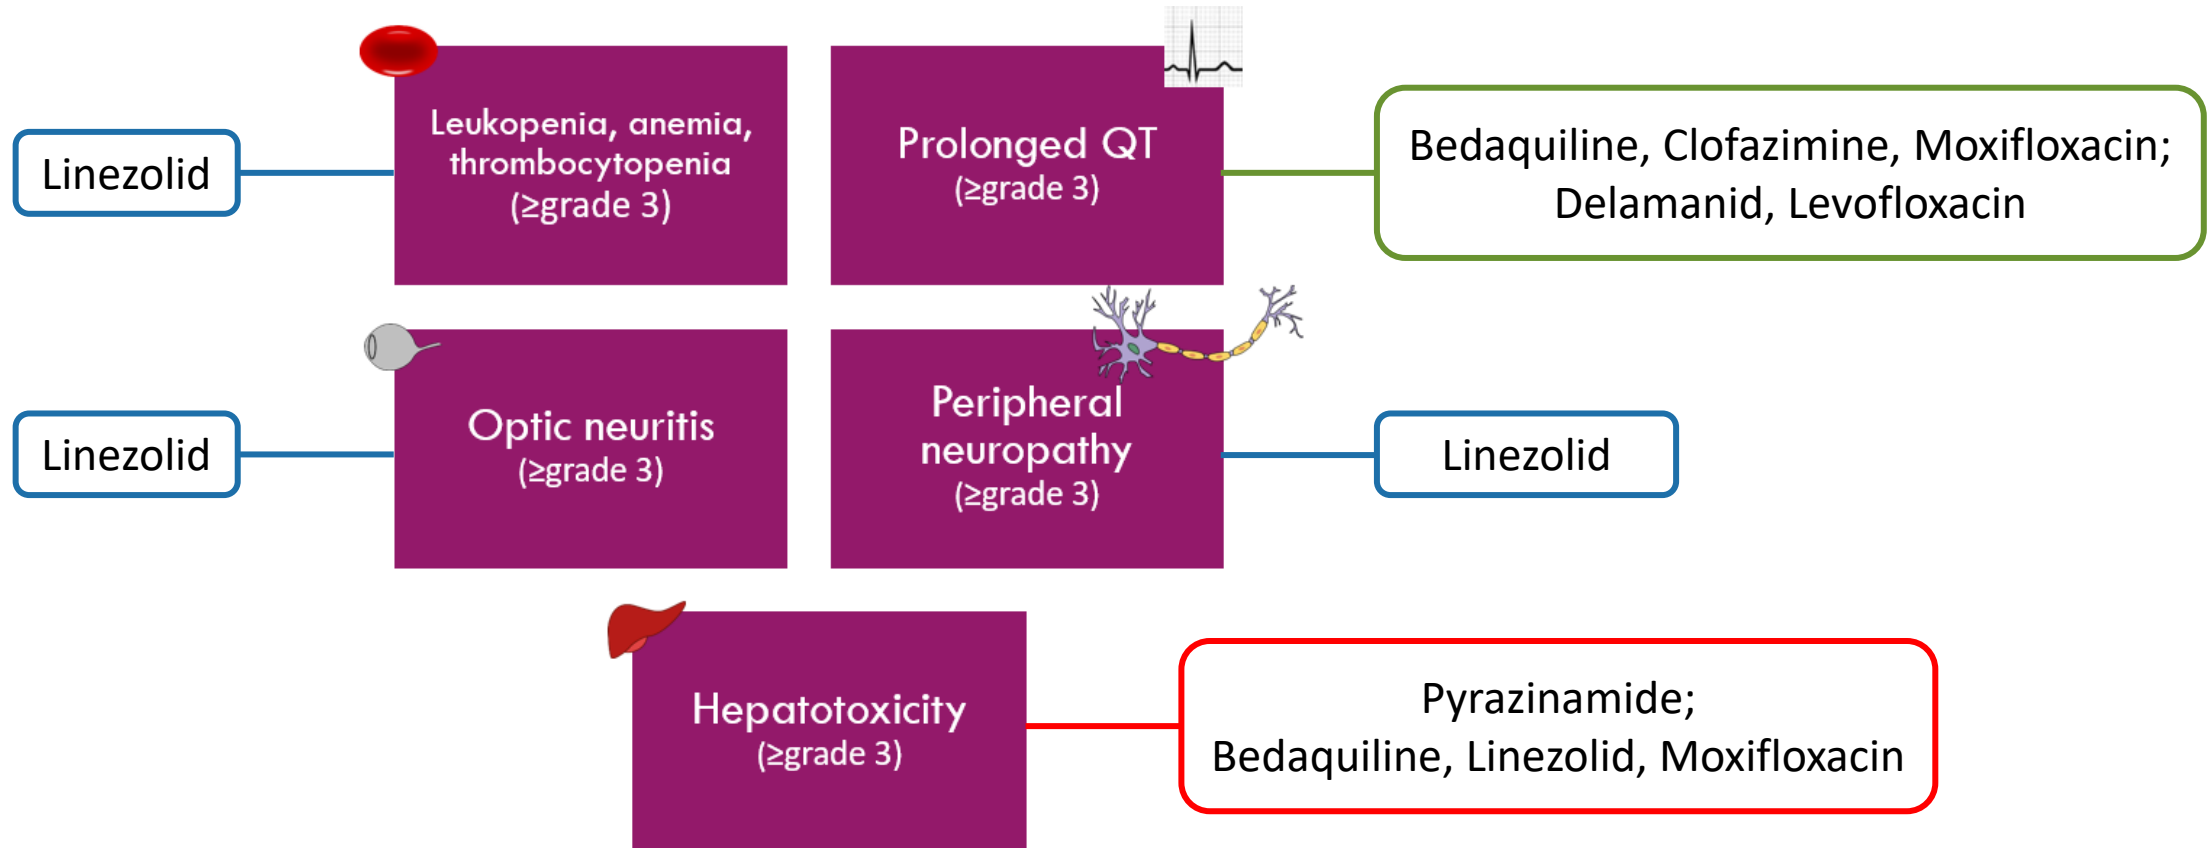 Linezolid
Leukopenia, anemia,
thrombocytopenia
(≥grade 3)
Prolonged QT
(≥grade 3)
Bedaquiline, Clofazimine, Moxifloxacin;
Delamanid, Levofloxacin
Linezolid
Optic neuritis
(≥grade 3)
Peripheral
neuropathy
(≥grade 3)
Linezolid
Hepatotoxicity
(≥grade 3)
Pyrazinamide;
Bedaquiline, Linezolid, Moxifloxacin